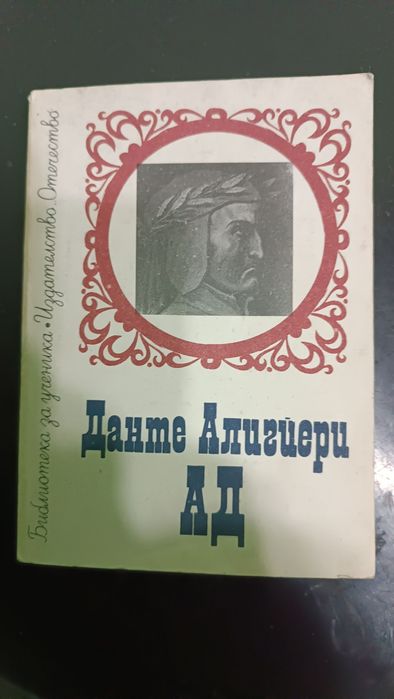 Библиотека за ученика • Издателство „Отечество“
Данте Алигиери
АД